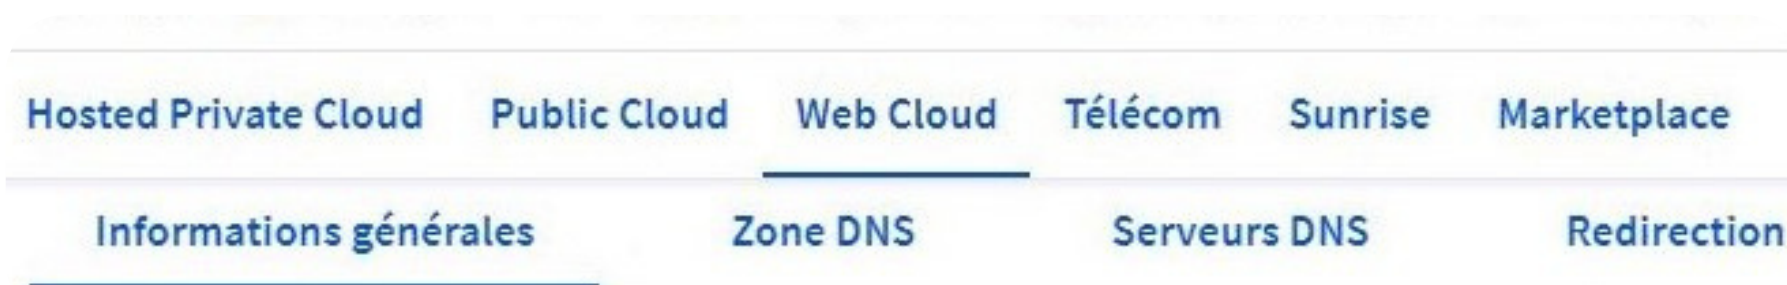 Hosted Private Cloud Public Cloud Web Cloud Télécom Sunrise Marketplace
Informations générales Zone DNS Serveurs DNS Redirection